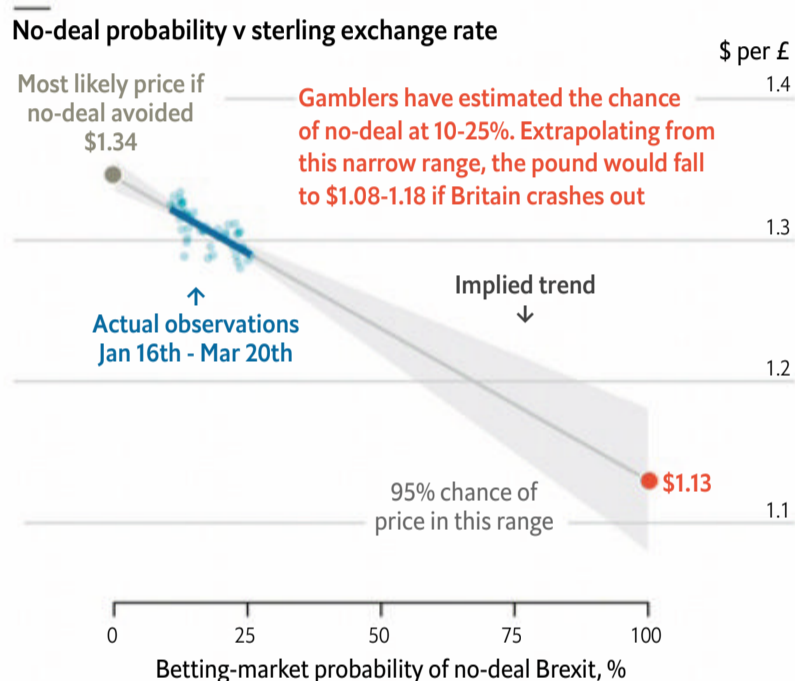 No-deal probability v sterling exchange rate
$ per £
Most likely price if
no-deal avoided
$1.34
1.4
Gamblers have estimated the chance
of no-deal at 10-25%. Extrapolating from
this narrow range, the pound would fall
to $1.08-1.18 if Britain crashes out
1.3
Implied trend
↓
↑
Actual observations
Jan 16th - Mar 20th
1.2
$1.13
95% chance of
price in this range
1.1
0 25 50 75 100
Betting-market probability of no-deal Brexit, %